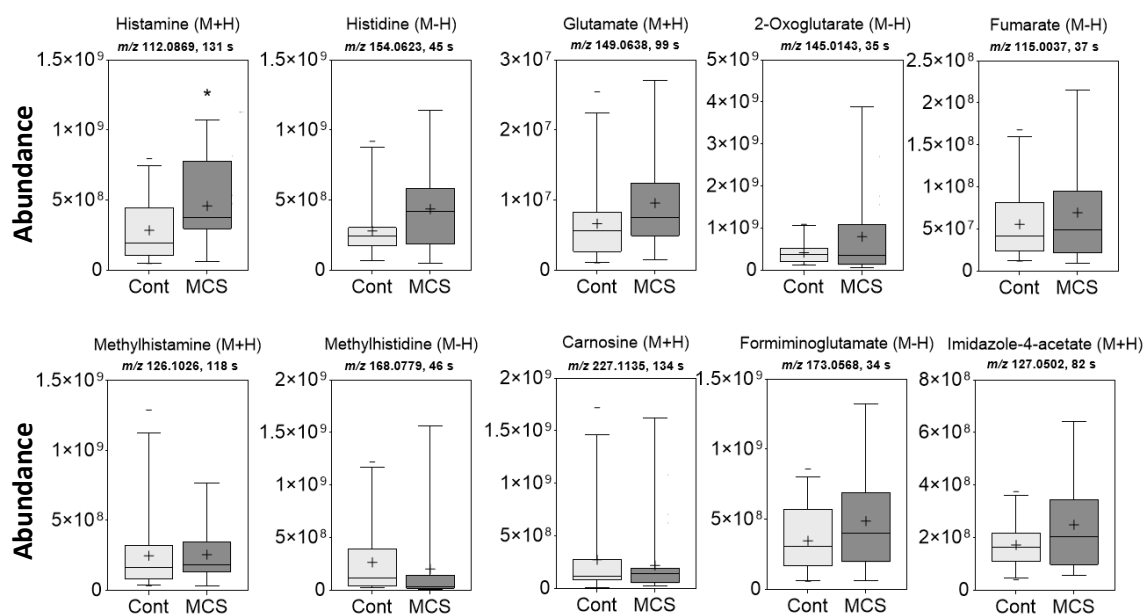 Histamine (M+H)
m/z 112.0869, 131 s
1.5×10⁹
1×10⁹
5×10⁸
0
*
Cont MCS
Histidine (M-H)
m/z 154.0623, 45 s
1.5×10⁹
1×10⁹
5×10⁸
0
Cont MCS
Glutamate (M+H)
m/z 149.0638, 99 s
3×10⁷
2×10⁷
1×10⁷
0
Cont MCS
2-Oxoglutarate (M-H)
m/z 145.0143, 35 s
5×10⁹
4×10⁹
3×10⁹
2×10⁹
1×10⁹
0
Cont MCS
Fumarate (M-H)
m/z 115.0037, 37 s
2.5×10⁸
2×10⁸
1.5×10⁸
1×10⁸
5×10⁷
0
Cont MCS
Abundance
Methylhistamine (M+H)
m/z 126.1026, 118 s
1.5×10⁹
1×10⁹
5×10⁸
0
Cont MCS
Methylhistidine (M-H)
m/z 168.0779, 46 s
2×10⁹
1.5×10⁹
1×10⁹
5×10⁸
0
Cont MCS
Carnosine (M+H)
m/z 227.1135, 134 s
2×10⁹
1.5×10⁹
1×10⁹
5×10⁸
0
Cont MCS
Formiminoglutamate (M-H)
m/z 173.0568, 34 s
1.5×10⁹
1×10⁹
5×10⁸
0
Cont MCS
Imidazole-4-acetate (M+H)
m/z 127.0502, 82 s
8×10⁸
6×10⁸
4×10⁸
2×10⁸
0
Cont MCS
Abundance